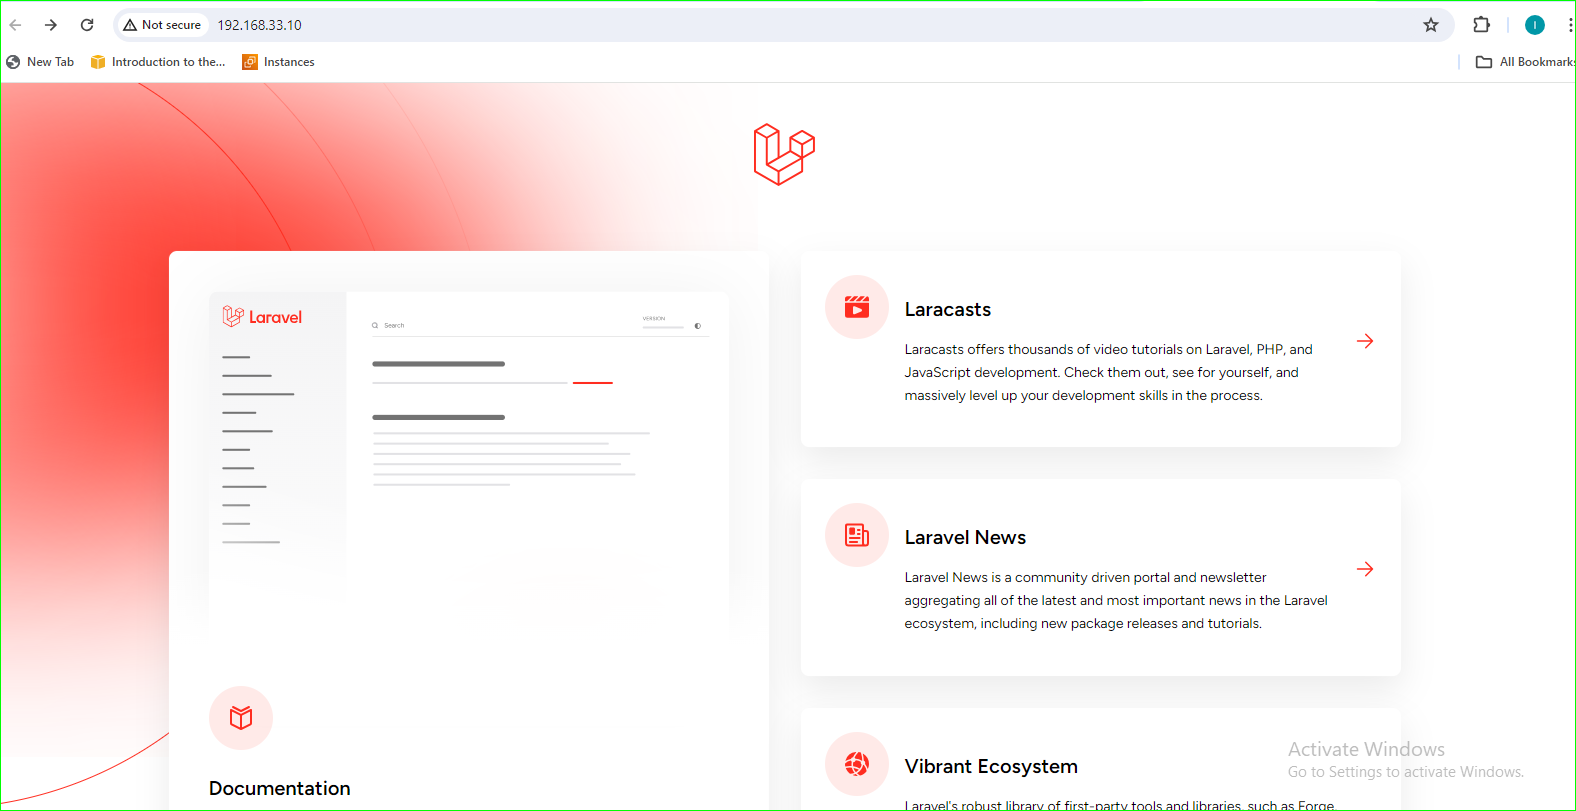 Not secure
192.168.33.10
New Tab
Introduction to the...
Instances
All Bookmarks
Laravel
Search
VERSION
Documentation
Laracasts
Laracasts offers thousands of video tutorials on Laravel, PHP, and
JavaScript development. Check them out, see for yourself, and
massively level up your development skills in the process.
Laravel News
Laravel News is a community driven portal and newsletter
aggregating all of the latest and most important news in the Laravel
ecosystem, including new package releases and tutorials.
Vibrant Ecosystem
Laravel's robust library of first-party tools and libraries, such as Forge,
Activate Windows
Go to Settings to activate Windows.
I